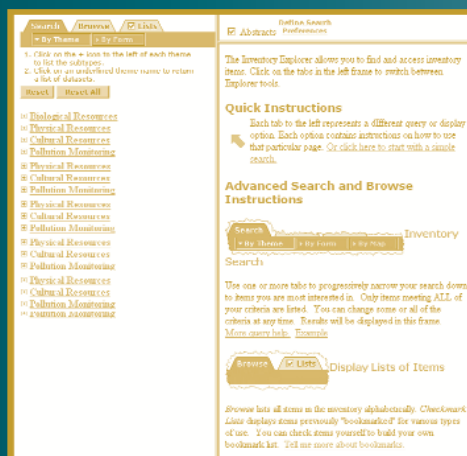 Search Browse Lists
By Theme By Form
1. Click on the + icon to the left of each theme
to list the subtypes.
2. Click on an underlined theme name to return
a list of datasets.
Reset Reset All
Biological Resources
Physical Resources
Cultural Resources
Pollution Monitoring
Physical Resources
Cultural Resources
Pollution Monitoring
Physical Resources
Cultural Resources
Pollution Monitoring
Physical Resources
Cultural Resources
Pollution Monitoring
Physical Resources
Cultural Resources
Pollution Monitoring
Pollution Monitoring
Abstracts
Define Search
Preferences
The Inventory Explorer allows you to find and access inventory
items. Click on the tabs in the left frame to switch between
Explorer tools.
Quick Instructions
Each tab to the left represents a different query or display
option. Each option contains instructions on how to use
that particular page. Or click here to start with a simple
search.
Advanced Search and Browse
Instructions
Search
By Theme By Form By Map
Inventory
Search
Use one or more tabs to progressively narrow your search down
to items you are most interested in. Only items meeting ALL of
your criteria are listed. You can change some or all of the
criteria at any time. Results will be displayed in this frame.
More query help. Example
Browse Lists
Display Lists of Items
Browse lists all items in the inventory alphabetically. Checkmark
Lists displays items previously "bookmarked" for various types
of use. You can check items yourself to build your own
bookmark list. Tell me more about bookmarks.